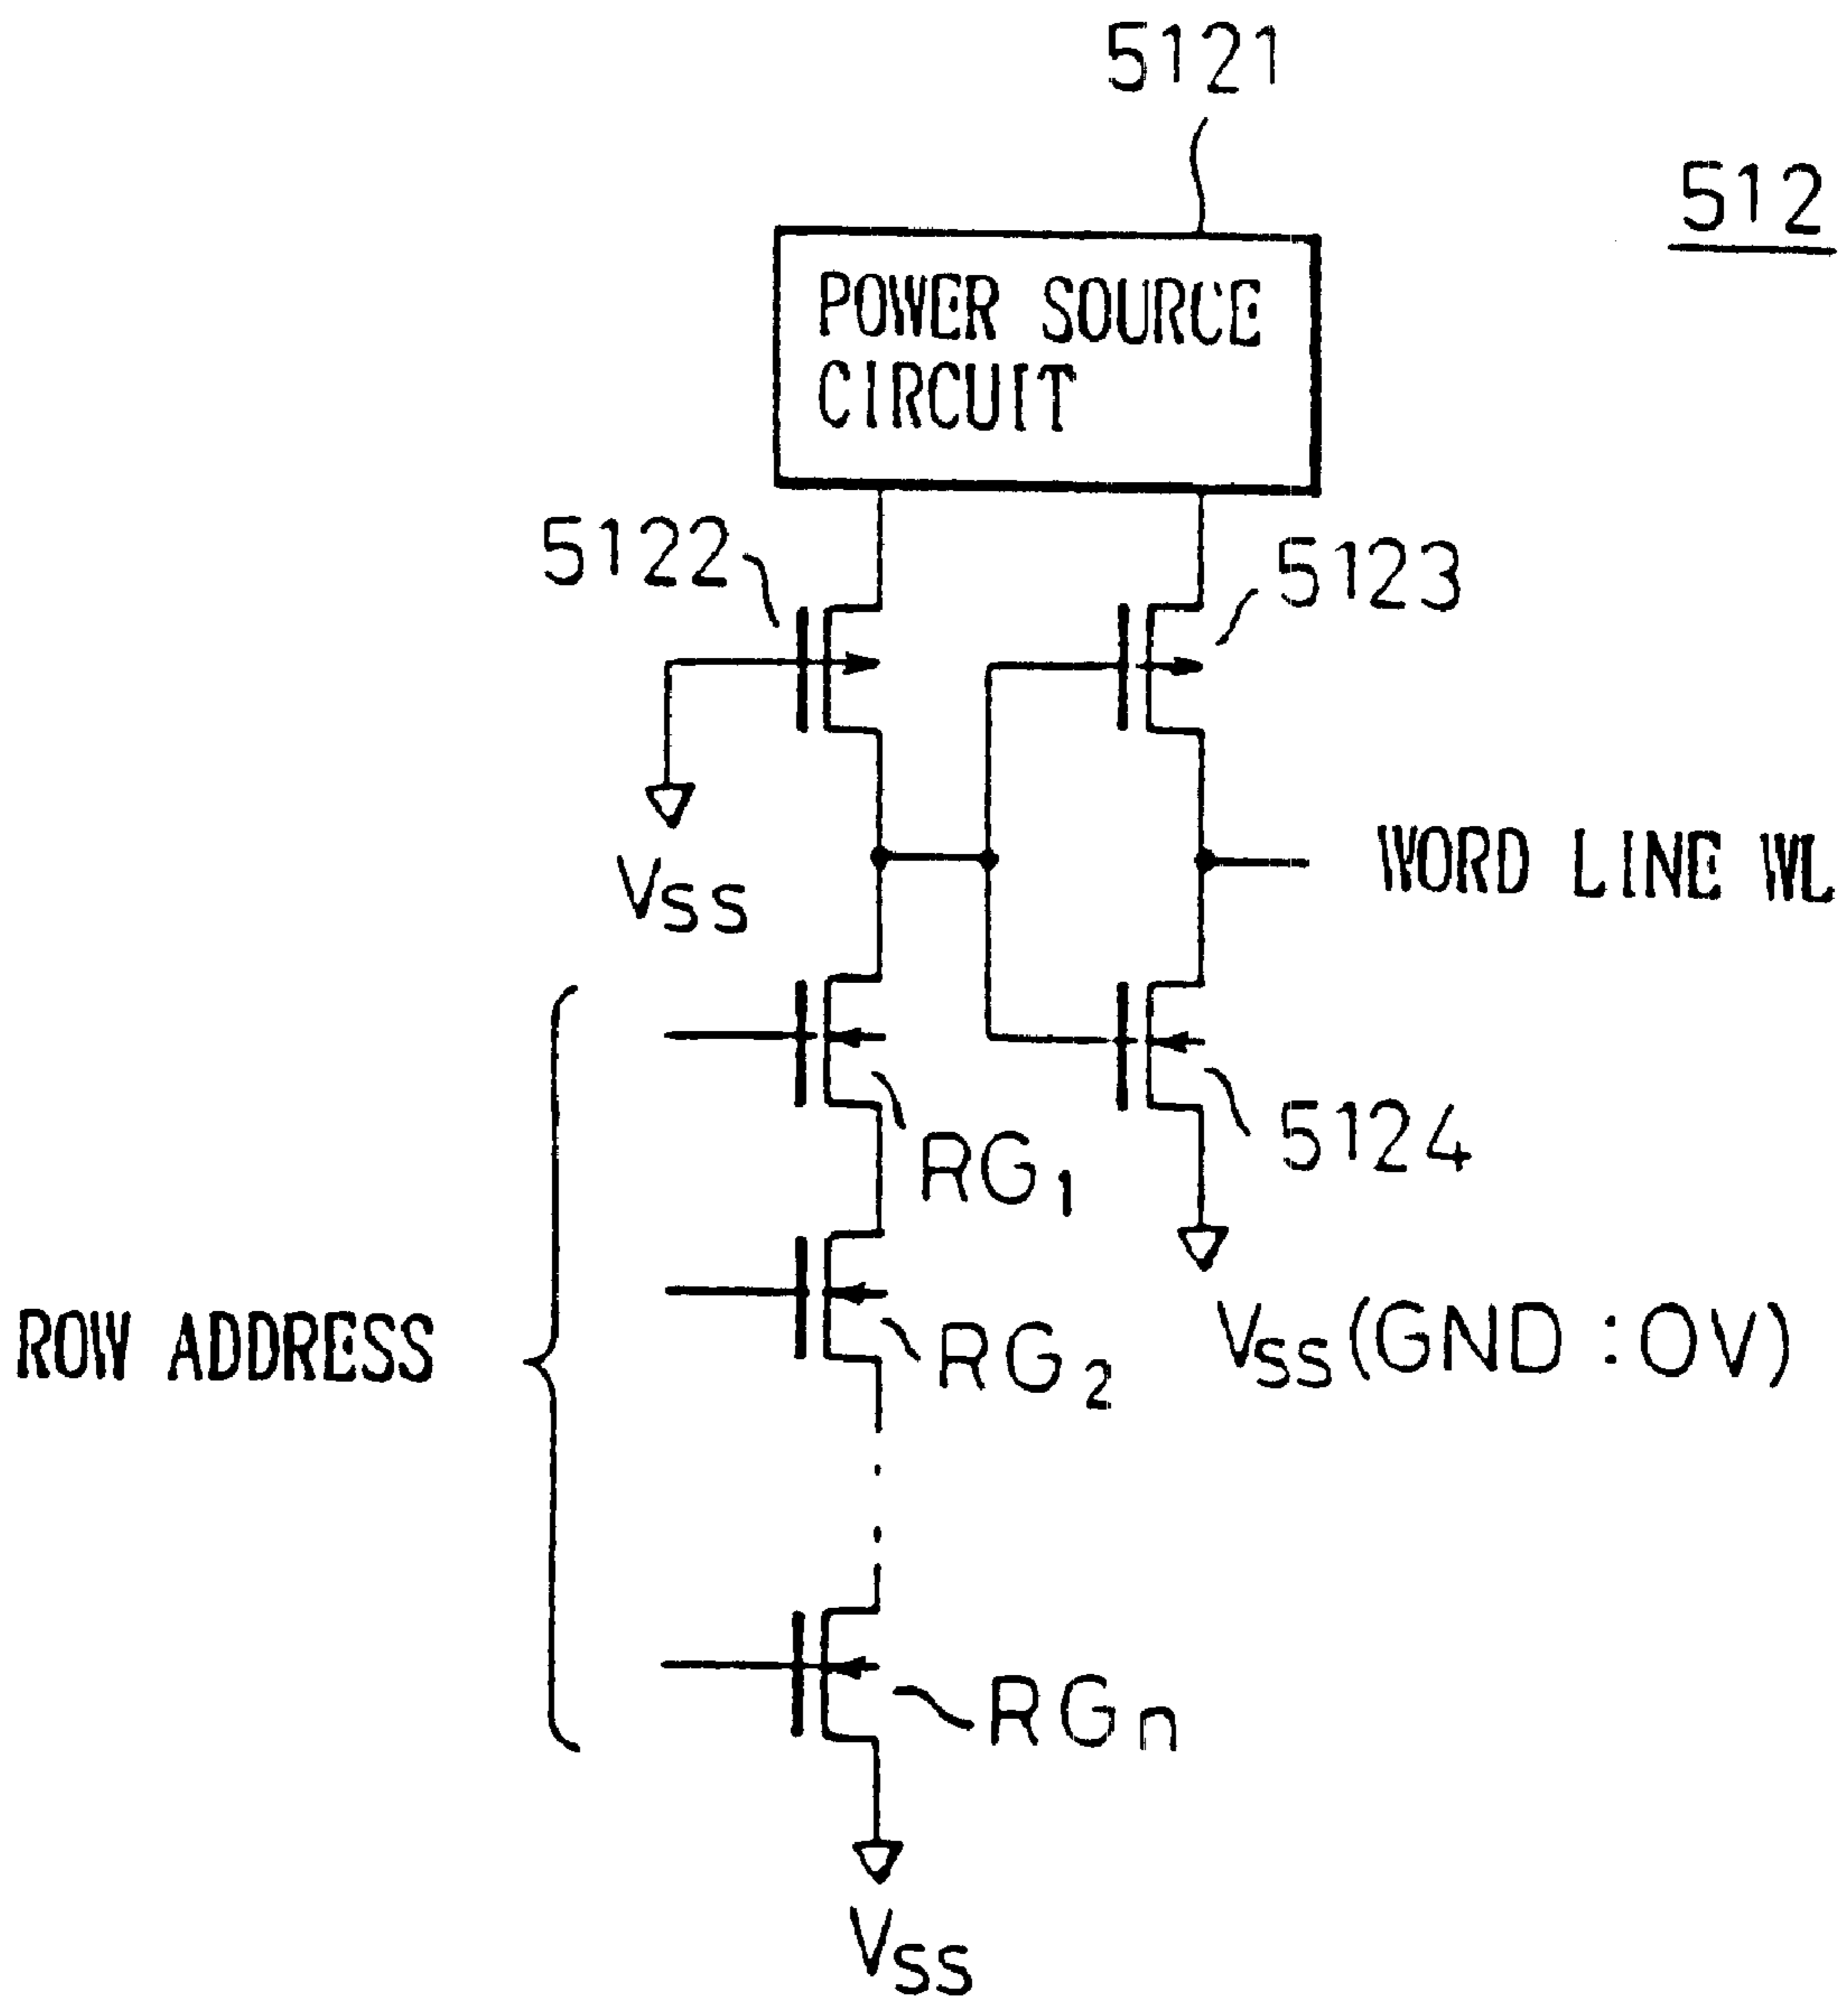 5121
512
POWER SOURCE
CIRCUIT
5122
5123
VSS
WORD LINE WL
RG1
5124
ROW ADDRESS
RG2
VSS (GND : 0V)
RGn
VSS